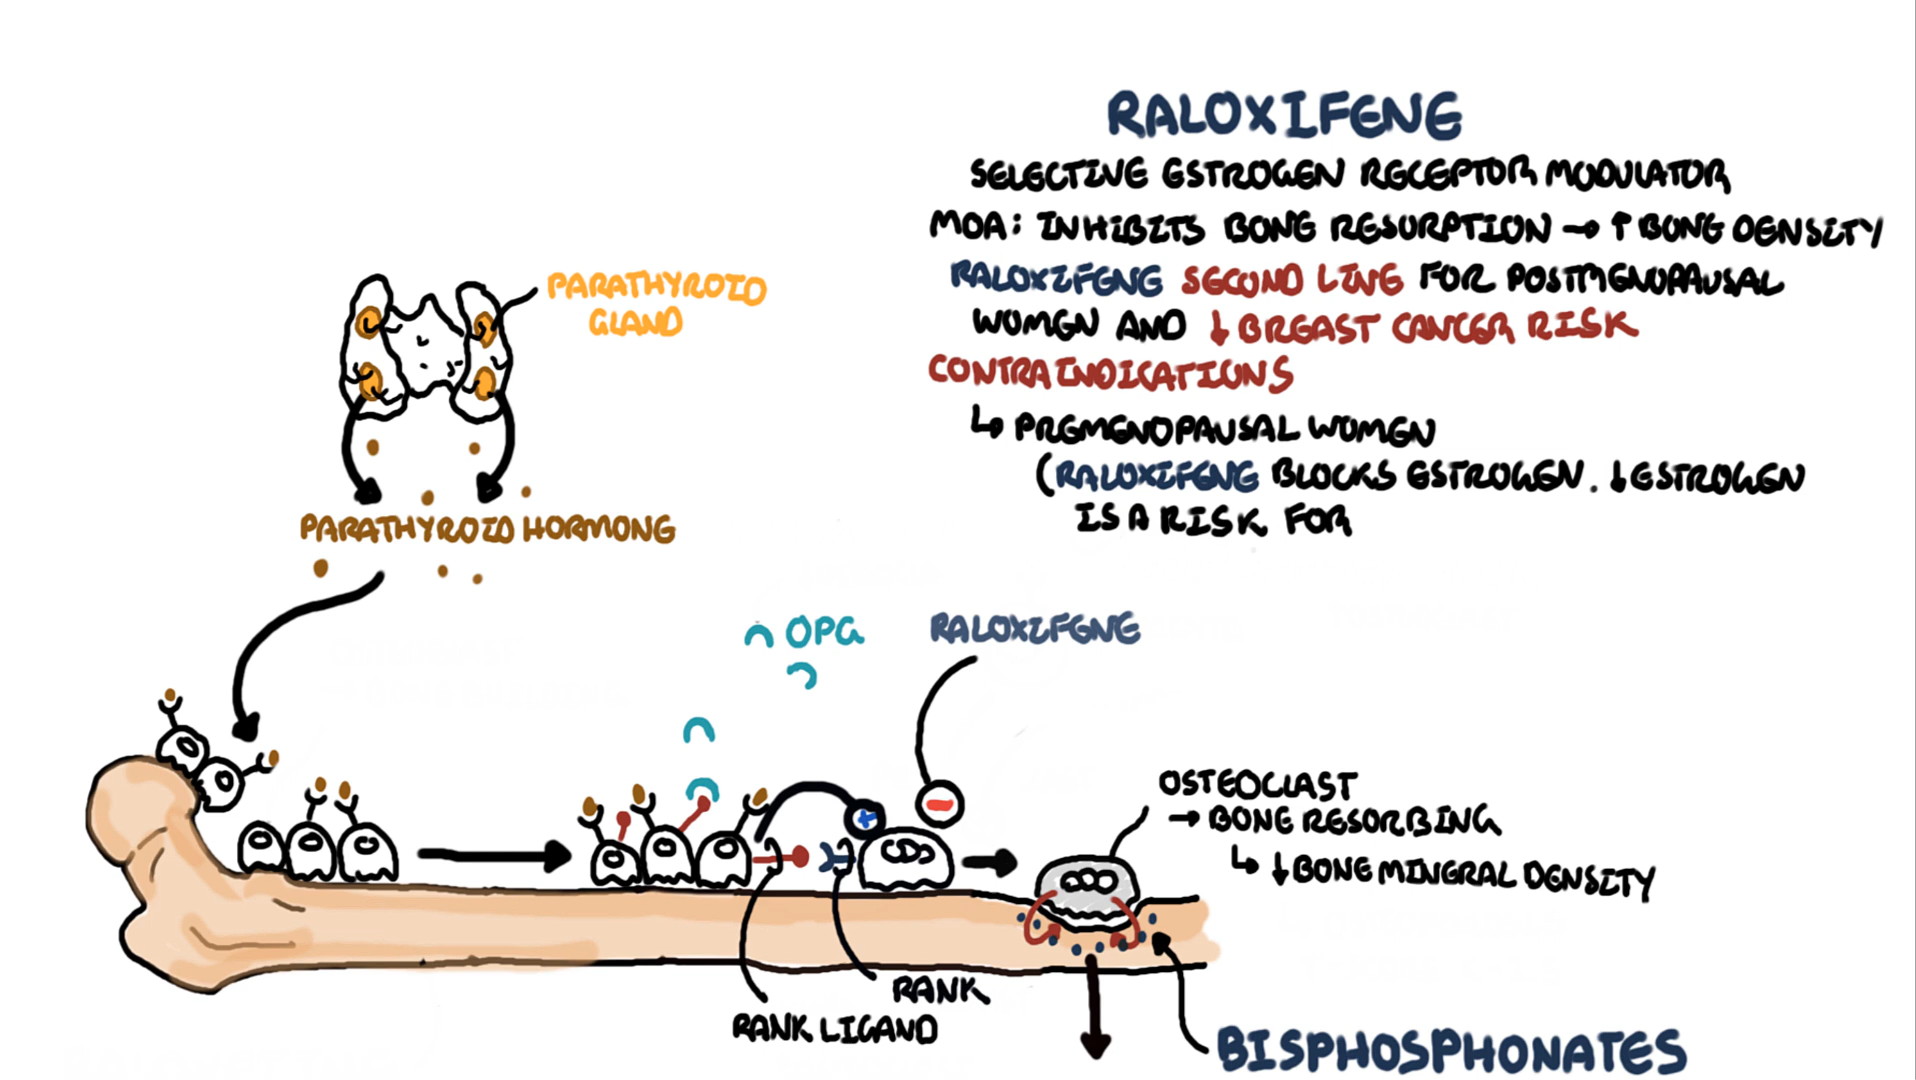 RALOXIFENE
SELECTIVE ESTROGEN RECEPTOR MODULATOR
MOA: INHIBITS BONE RESORPTION → ↑ BONE DENSITY
RALOXIFENE SECOND LINE FOR POSTMENOPAUSAL
WOMEN AND ↓ BREAST CANCER RISK
CONTRAINDICATIONS
↳ PREMENOPAUSAL WOMEN
(RALOXIFENE BLOCKS ESTROGEN. ↓ESTROGEN
IS A RISK FOR
PARATHYROID
GLAND
PARATHYROID HORMONE
OPG
RALOXIFENE
OSTEOCLAST
→ BONE RESORBING
↳ ↓BONE MINERAL DENSITY
RANK
RANK LIGAND
BISPHOSPHONATES